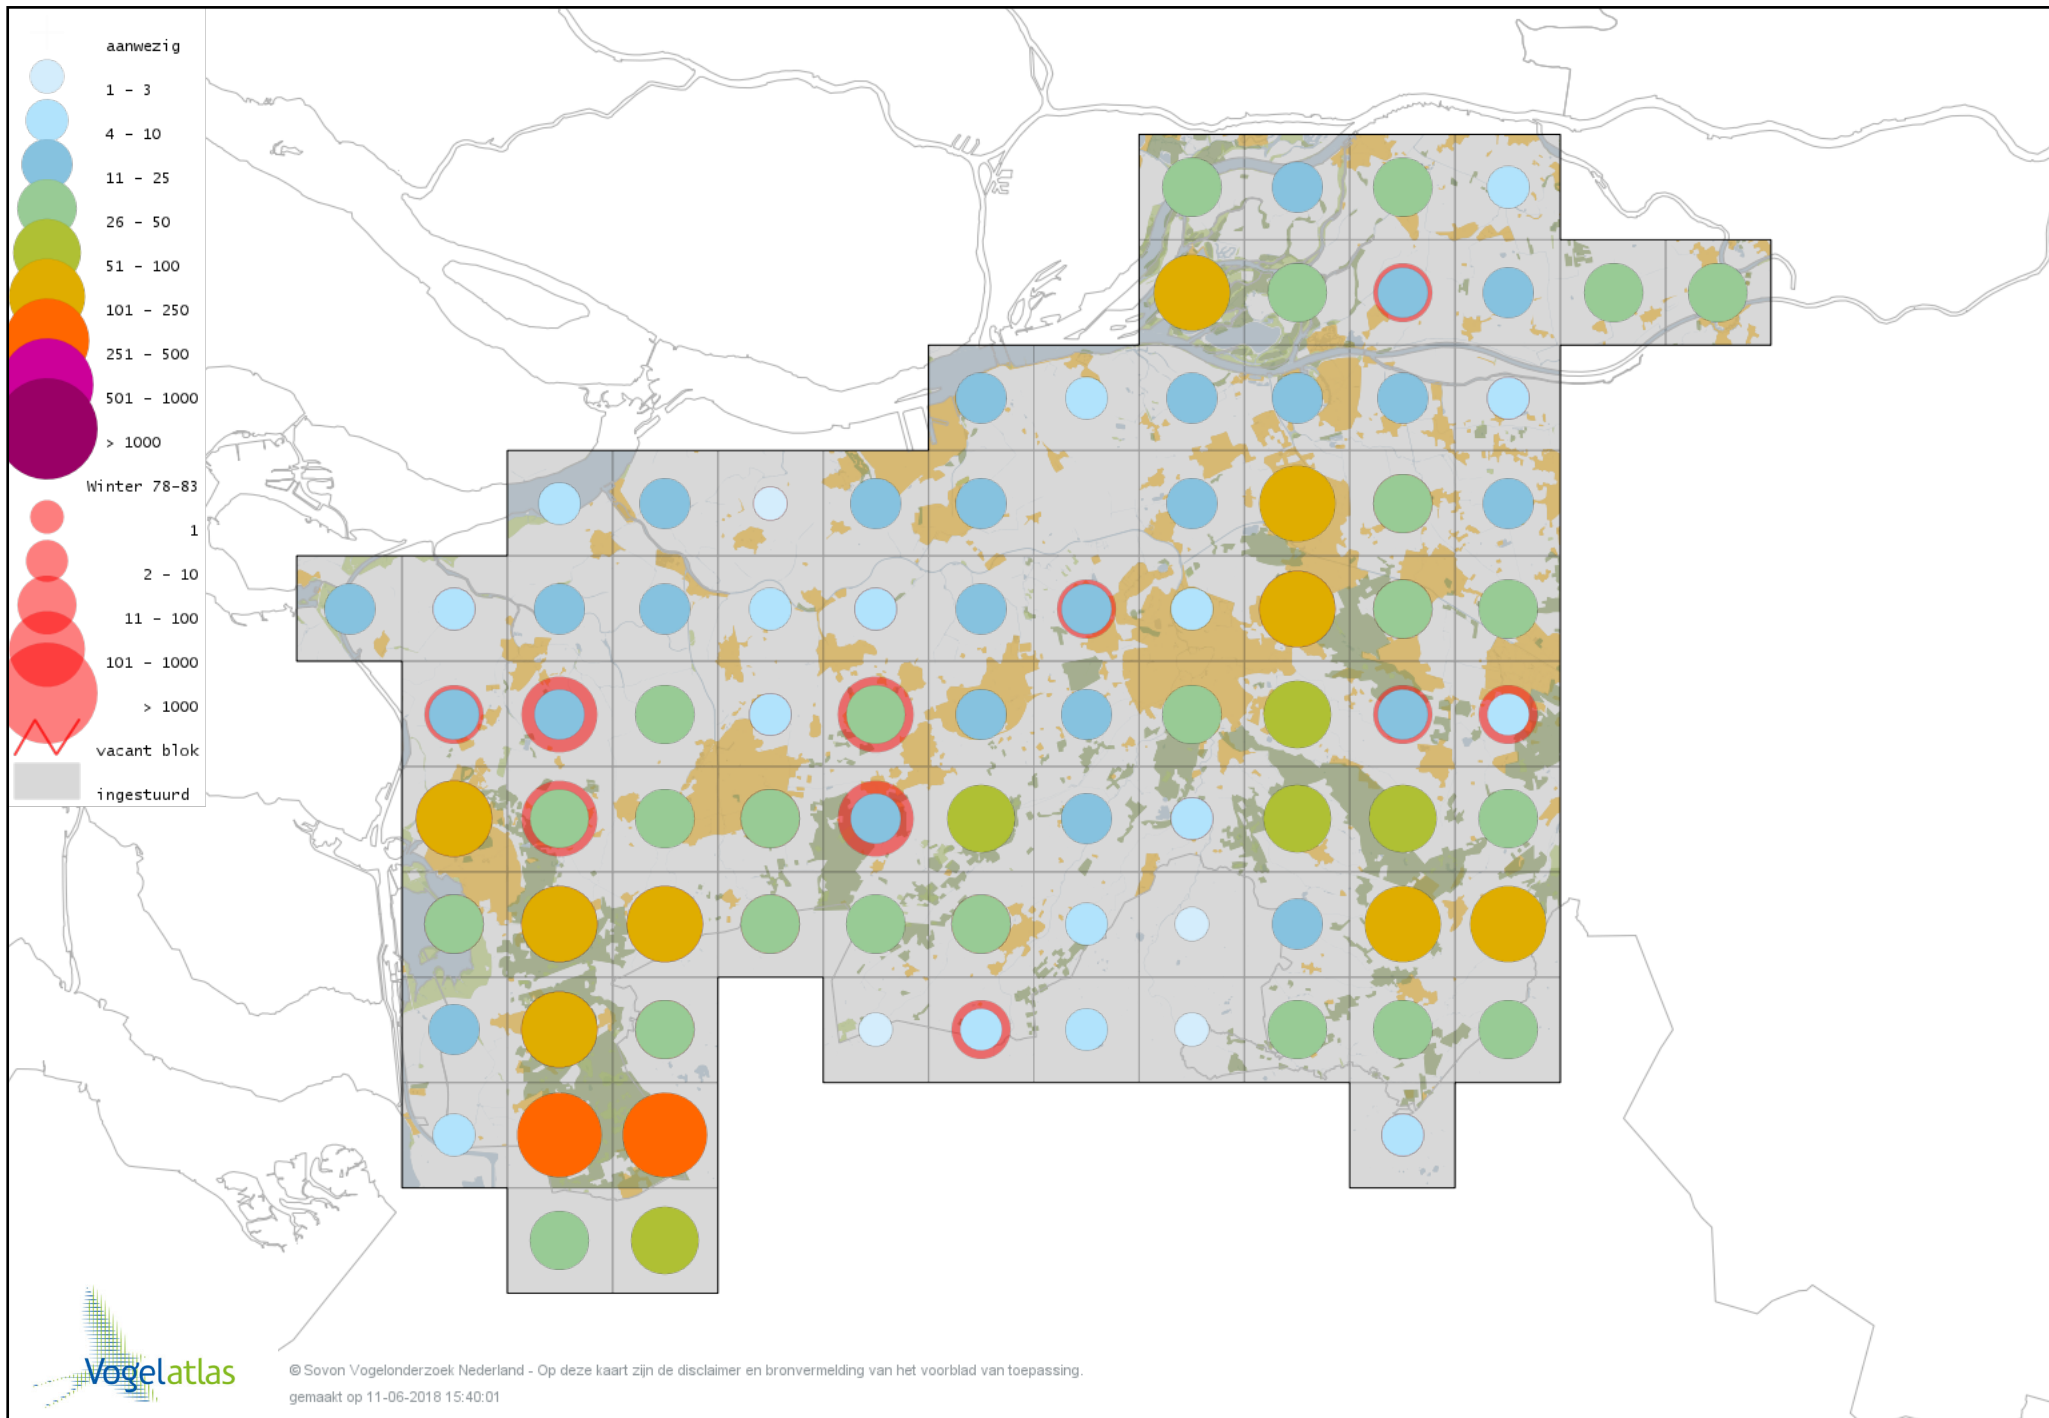 aanwezig
1 - 3
4 - 10
11 - 25
26 - 50
51 - 100
101 - 250
251 - 500
501 - 1000
> 1000
Winter 78-83
1
2 - 10
11 - 100
101 - 1000
> 1000
vacant blok
ingestuurd
Vogelatlas
© Sovon Vogelonderzoek Nederland - Op deze kaart zijn de disclaimer en bronvermelding van het voorblad van toepassing.
gemaakt op 11-06-2018 15:40:01